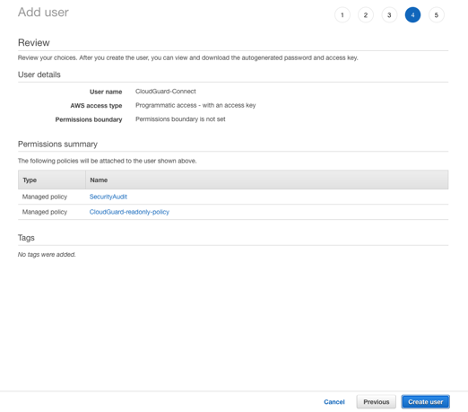 Add user
1 2 3 4 5
Review
Review your choices. After you create the user, you can view and download the autogenerated password and access key.
User details
User name CloudGuard-Connect
AWS access type Programmatic access - with an access key
Permissions boundary Permissions boundary is not set
Permissions summary
The following policies will be attached to the user shown above.
Type Name
Managed policy SecurityAudit
Managed policy CloudGuard-readonly-policy
Tags
No tags were added.
Cancel Previous Create user